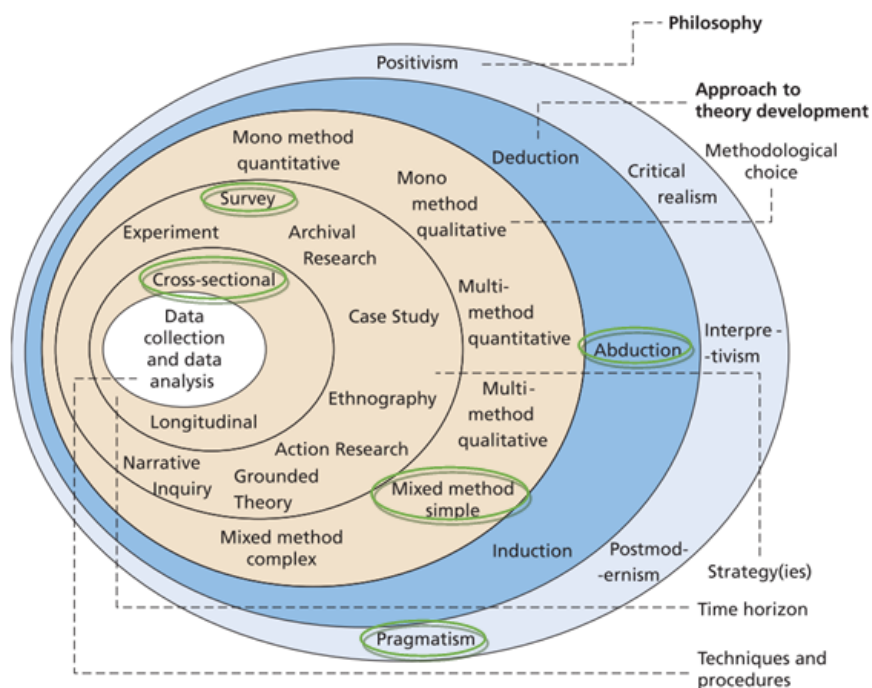 Philosophy
Positivism
Approach to
theory development
Mono method
quantitative
Deduction
Methodological
choice
Critical
realism
Mono
method
qualitative
Survey
Experiment
Archival
Research
Cross-sectional
Multi-
method
quantitative
Data
collection
and data
analysis
Case Study
Abduction
Interpre -
-tivism
Ethnography
Multi-
method
qualitative
Longitudinal
Action Research
Narrative
Inquiry
Grounded
Theory
Mixed method
simple
Mixed method
complex
Induction
Postmod-
-ernism
Strategy(ies)
Time horizon
Pragmatism
Techniques and
procedures